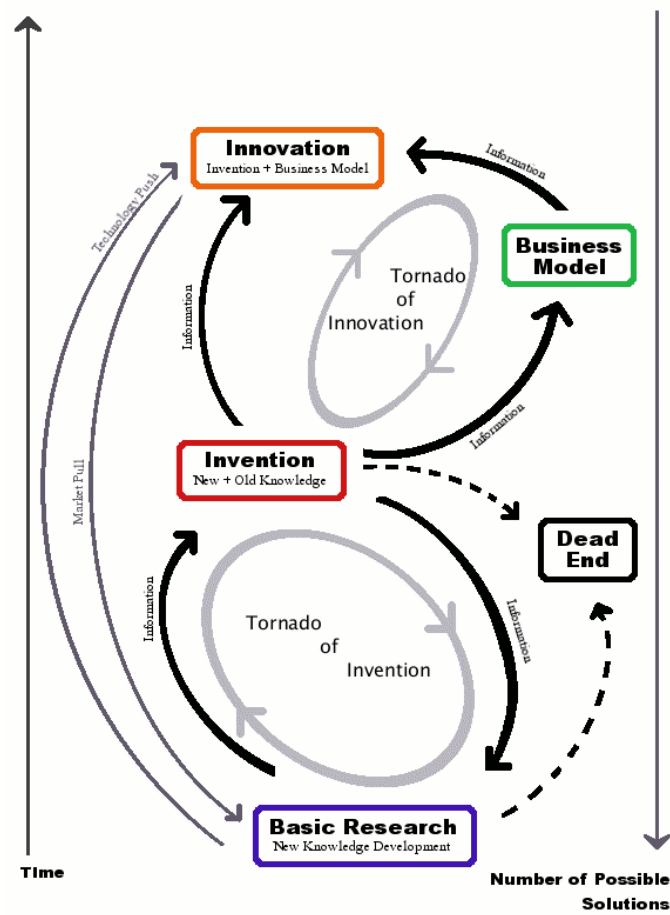 Innovation
Invention + Business Model
Information
Technology Push
Business
Model
Tornado
of
Innovation
Information
Information
Invention
New + Old Knowledge
Market Pull
Dead
End
Information
Information
Tornado
of
Invention
Basic Research
New Knowledge Development
Time
Number of Possible
Solutions